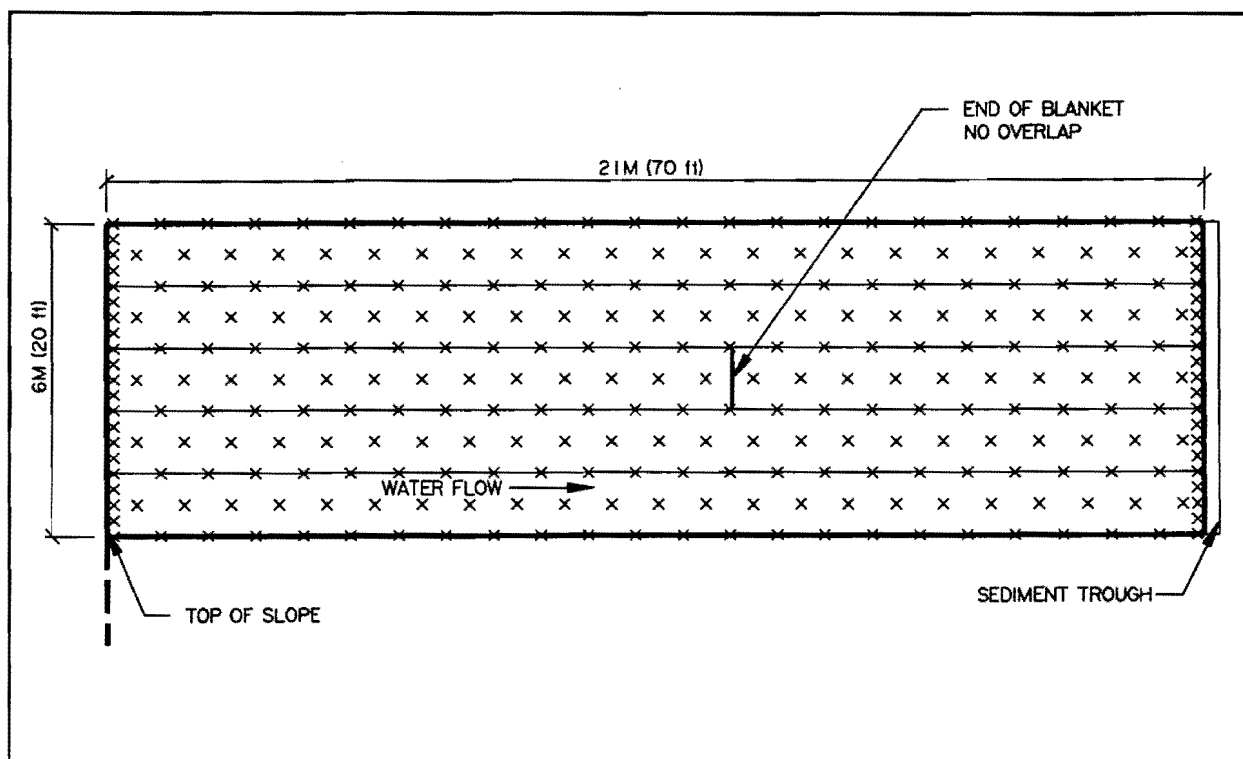 END OF BLANKET
NO OVERLAP
21M (70 ft)
6M (20 ft)
WATER FLOW
SEDIMENT TROUGH
TOP OF SLOPE